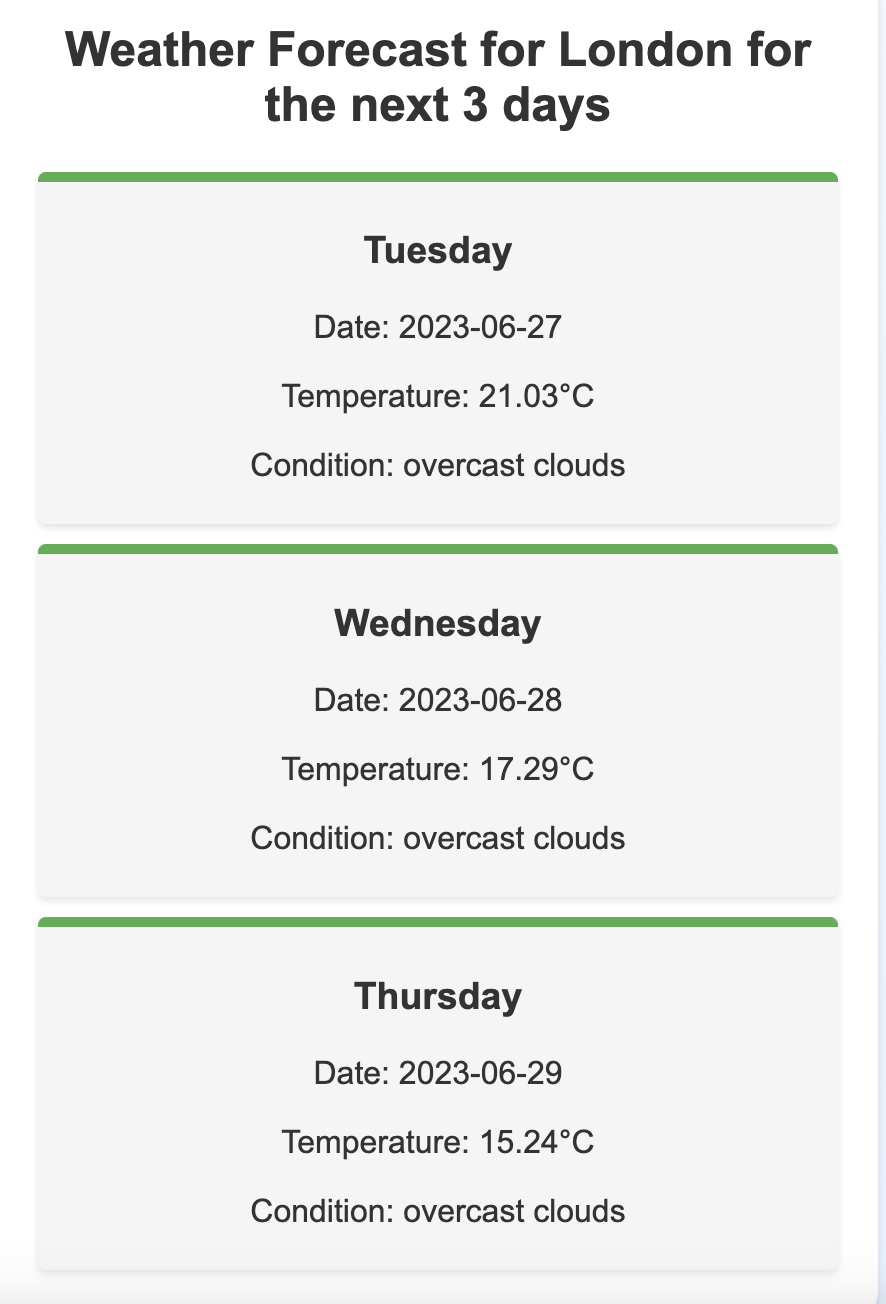 Weather Forecast for London for
the next 3 days
Tuesday
Date: 2023-06-27
Temperature: 21.03°C
Condition: overcast clouds
Wednesday
Date: 2023-06-28
Temperature: 17.29°C
Condition: overcast clouds
Thursday
Date: 2023-06-29
Temperature: 15.24°C
Condition: overcast clouds